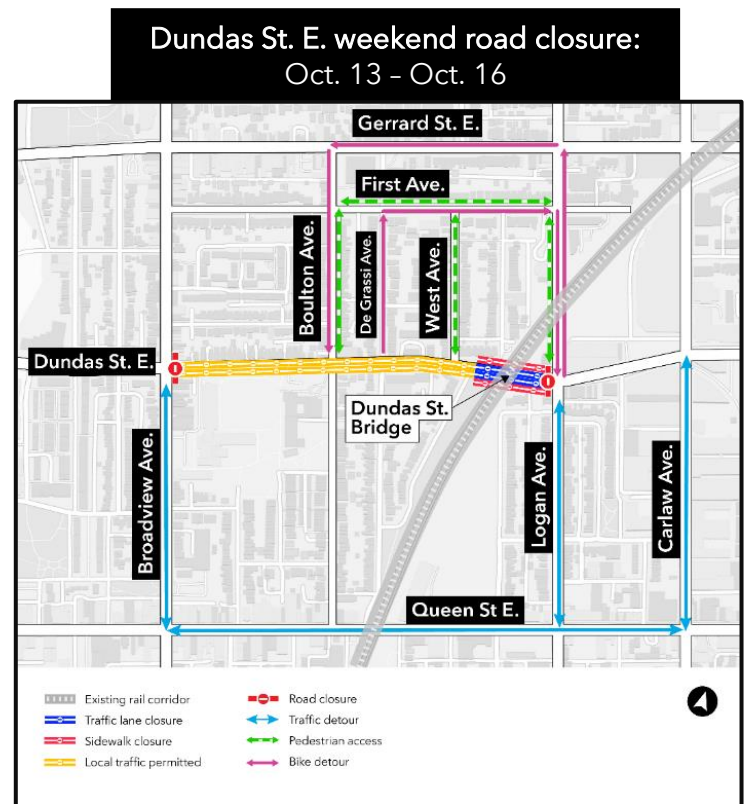 Dundas St. E. weekend road closure:
Oct. 13 – Oct. 16
Gerrard St. E.
First Ave.
Boulton Ave.
De Grassi Ave.
West Ave.
Dundas St. E.
Dundas St.
Bridge
Broadview Ave.
Logan Ave.
Carlaw Ave.
Queen St E.
Existing rail corridor
Traffic lane closure
Sidewalk closure
Local traffic permitted
Road closure
Traffic detour
Pedestrian access
Bike detour